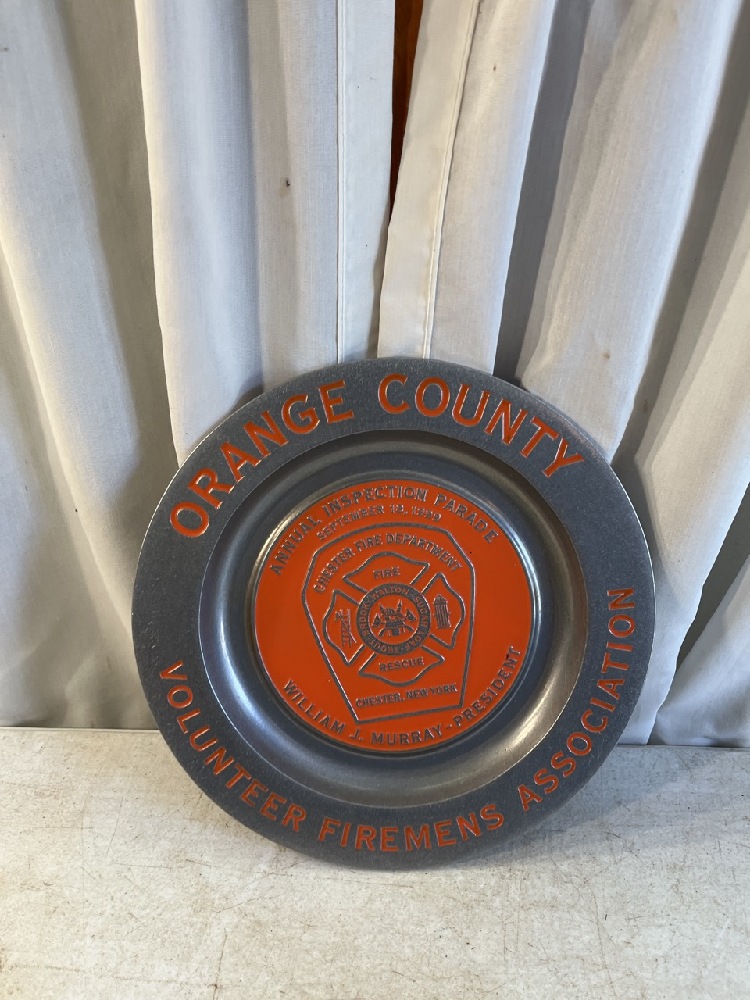 ORANGE COUNTY
VOLUNTEER FIREMENS ASSOCIATION
ANNUAL INSPECTION PARADE
SEPTEMBER
CHESTER FIRE DEPARTMENT
FIRE
RESCUE
CHESTER, NEW YORK
WILLIAM J. MURRAY - PRESIDENT